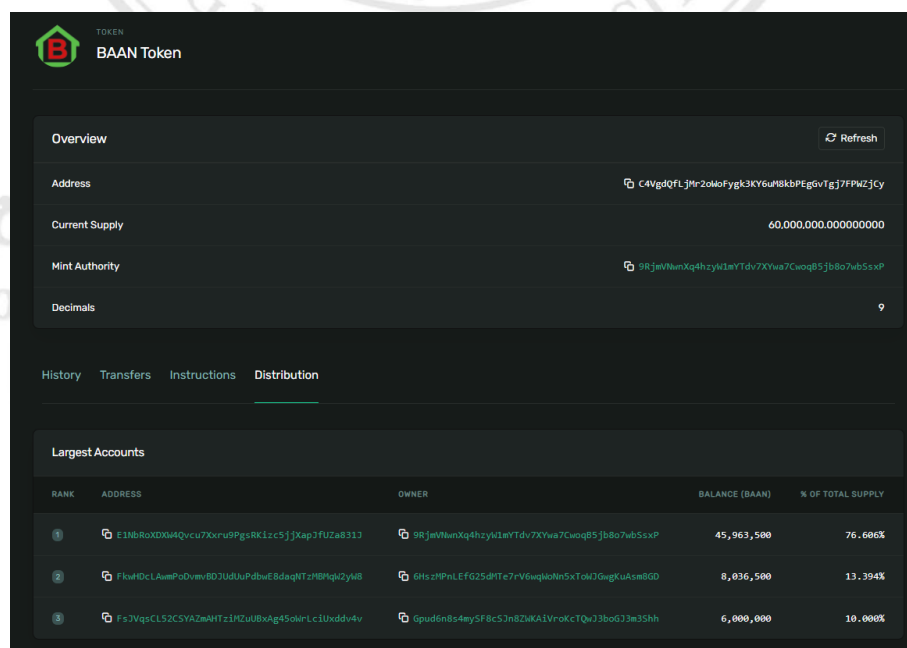 TOKEN
BAAN Token
B
Overview
Refresh
Address C4VgdQfLjMr2oWoFygk3KY6uM8kbPEgGvTgj7FPWZjCy
Current Supply 60,000,000.000000000
Mint Authority 9RjmVNwnXq4hzyW1mYTdv7XYwa7CwoqB5jb8o7wbSsxP
Decimals 9
History Transfers Instructions Distribution
Largest Accounts
RANK ADDRESS OWNER BALANCE (BAAN) % OF TOTAL SUPPLY
1 E1NbRoXDXW4Qvcu7Xxru9PgsRKizc5jjXapJfUZa831J 9RjmVNwnXq4hzyW1mYTdv7XYwa7CwoqB5jb8o7wbSsxP 45,963,500 76.606%
2 FkwHDcLAwmPoDvmvBDJUdUuPdbwE8daqNTzMBMqW2yW8 6HszMPnLEfG25dMTe7rV6wqWoNn5xToWJGwgKuAsm8GD 8,036,500 13.394%
3 FsJVqsCL52CSYAZmAHTziMZuU8xAg45oWrLciUxddv4v Gpud6n8s4mySF8cSJn8ZWKAiVroKcTQwJ3boGJ3m3Shh 6,000,000 10.000%